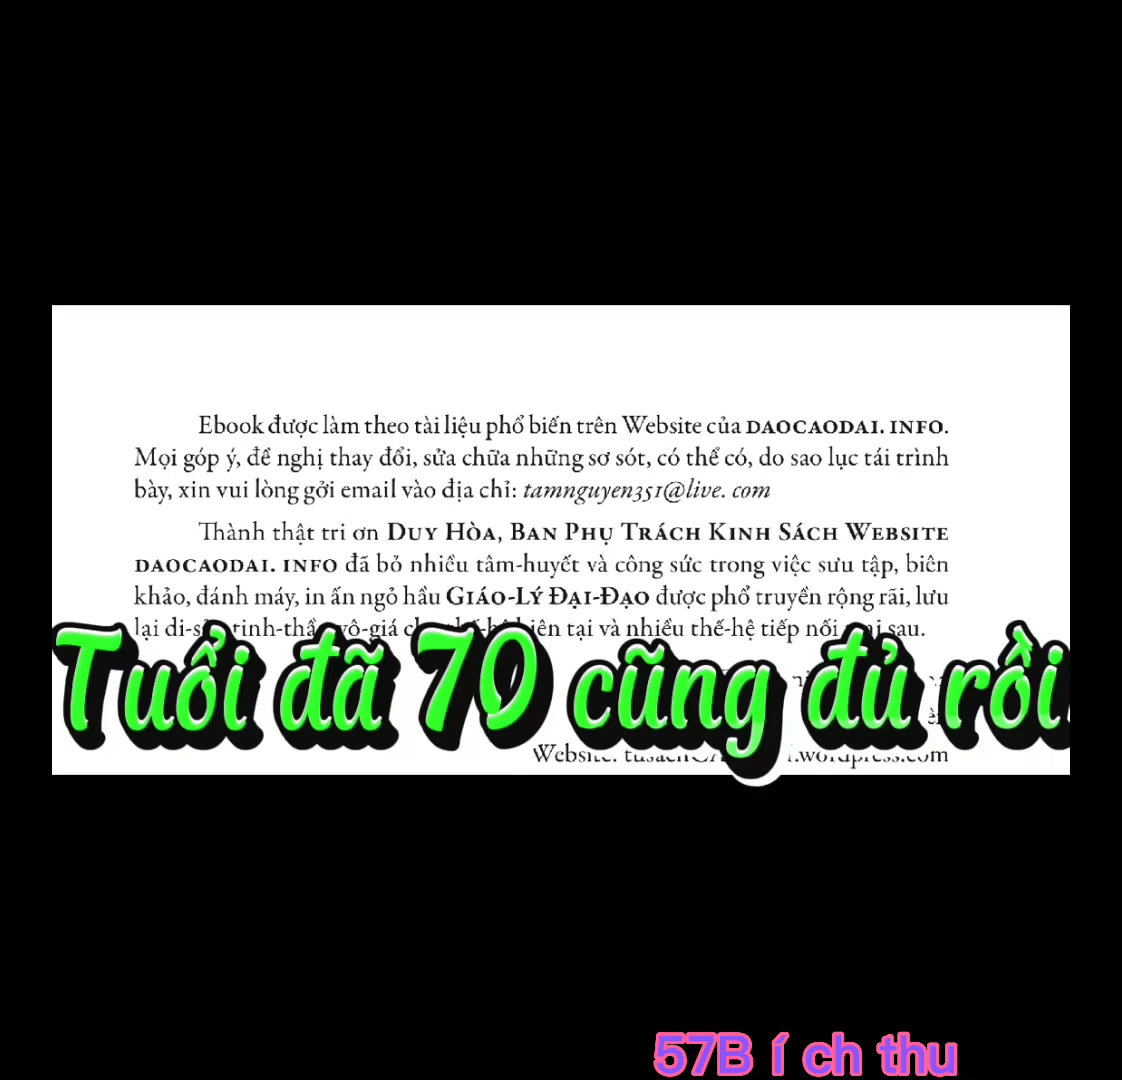 Ebook được làm theo tài liệu phổ biến trên Website của DAOCAODAI. INFO.
Mọi góp ý, đề nghị thay đổi, sửa chữa những sơ sót, có thể có, do sao lục tái trình
bày, xin vui lòng gởi email vào địa chỉ: tamnguyen351@live. com
Thành thật tri ơn DUY HÒA, BAN PHỤ TRÁCH KINH SÁCH WEBSITE
DAOCAODAI. INFO đã bỏ nhiều tâm-huyết và công sức trong việc sưu tập, biên
khảo, đánh máy, in ấn ngỏ hầu GIÁO-LÝ ĐẠI-ĐẠO được phổ truyền rộng rãi, lưu
lại di-sản tinh-thần vô-giá cho thế-hệ hiện tại và nhiều thế-hệ tiếp nối mai sau.
Tuổi đã 70 cũng đủ rồi
Website:
57B í ch thu